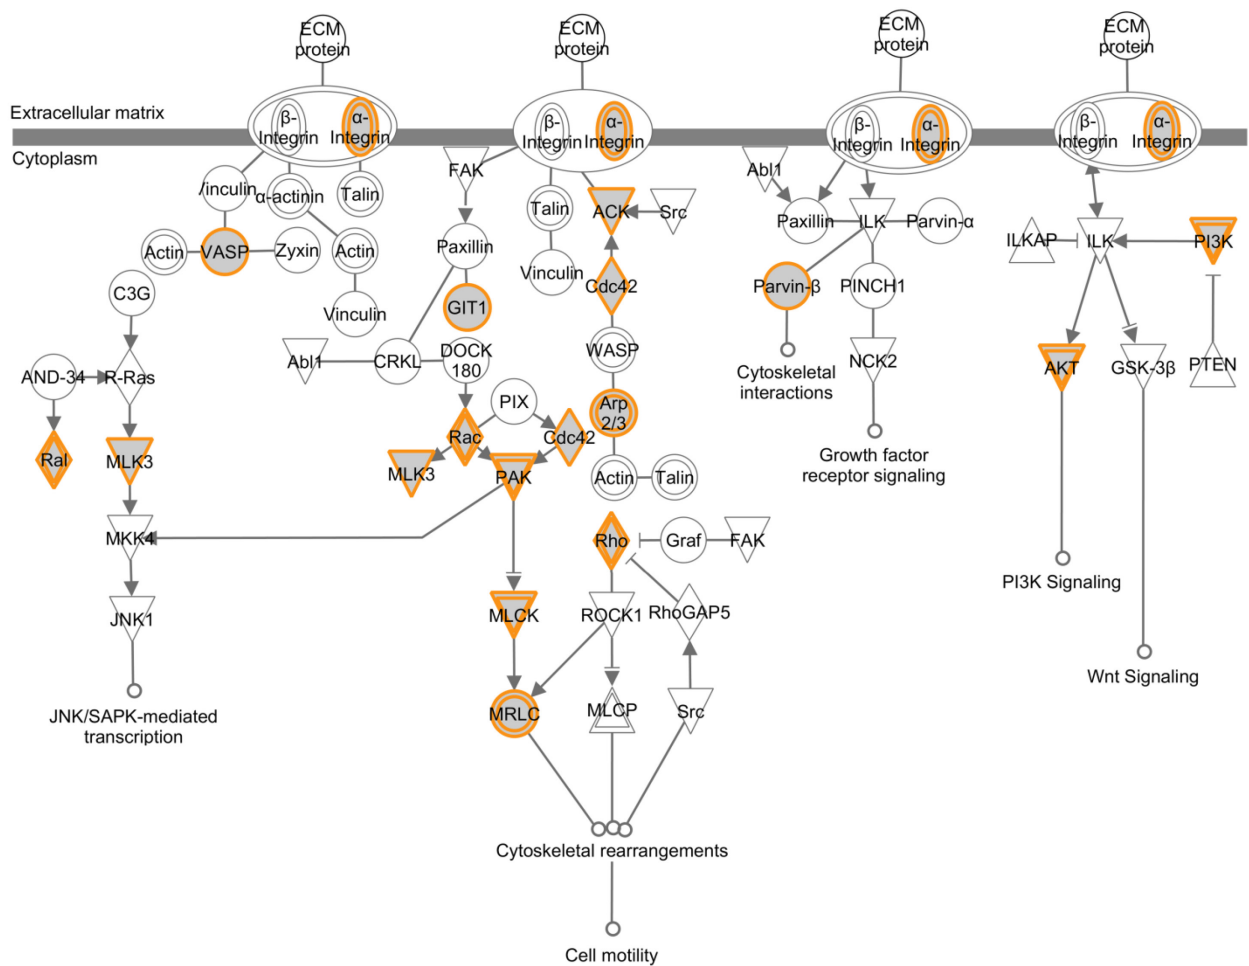 ECM
protein
ECM
protein
ECM
protein
ECM
protein
Extracellular matrix
Cytoplasm
β-
Integrin
α-
Integrin
β-
Integrin
α-
Integrin
β-
Integrin
α-
Integrin
β-
Integrin
α-
Integrin
Vinculin
α-actinin
Talin
FAK
Talin
ACK
Src
Abl1
Paxillin
ILK
Parvin-α
ILKAP
ILK
PI3K
Actin
VASP
Zyxin
Actin
Paxillin
Vinculin
Cdc42
Parvin-β
PINCH1
C3G
Vinculin
GIT1
Abl1
CRKL
DOCK
180
WASP
Cytoskeletal
interactions
NCK2
AKT
GSK-3β
PTEN
AND-34
R-Ras
PIX
Arp
2/3
Ral
MLK3
MLK3
Rac
Cdc42
PAK
Actin
Talin
Growth factor
receptor signaling
MKK4
Rho
Graf
FAK
PI3K Signaling
JNK1
MLCK
ROCK1
RhoGAP5
Wnt Signaling
JNK/SAPK-mediated
transcription
MRLC
MLCP
Src
Cytoskeletal rearrangements
Cell motility